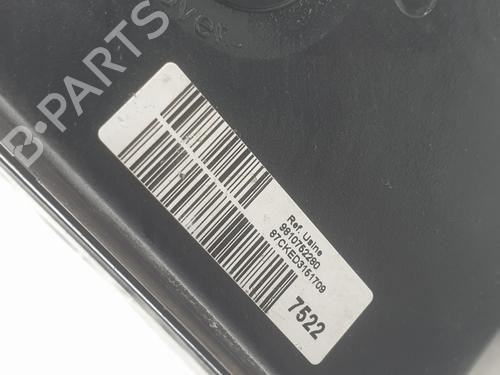 B-PARTS
Ref. Usine
9810752280
87CKED3151709
7522